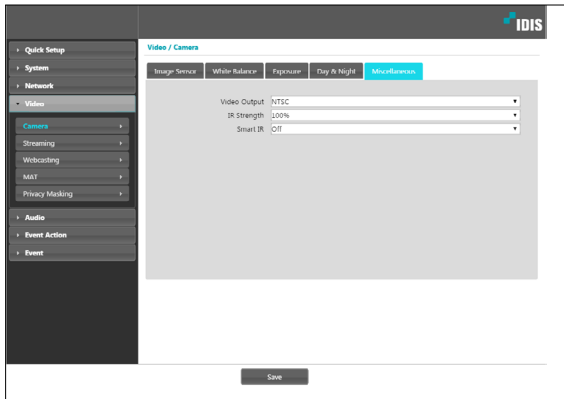 IDIS
Quick Setup
System
Network
Video
Camera
Streaming
Webcasting
MAT
Privacy Masking
Audio
Event Action
Event
Video / Camera
Image Sensor White Balance Exposure Day & Night Miscellaneous
Video Output NTSC
IR Strength 100%
Smart IR Off
Save